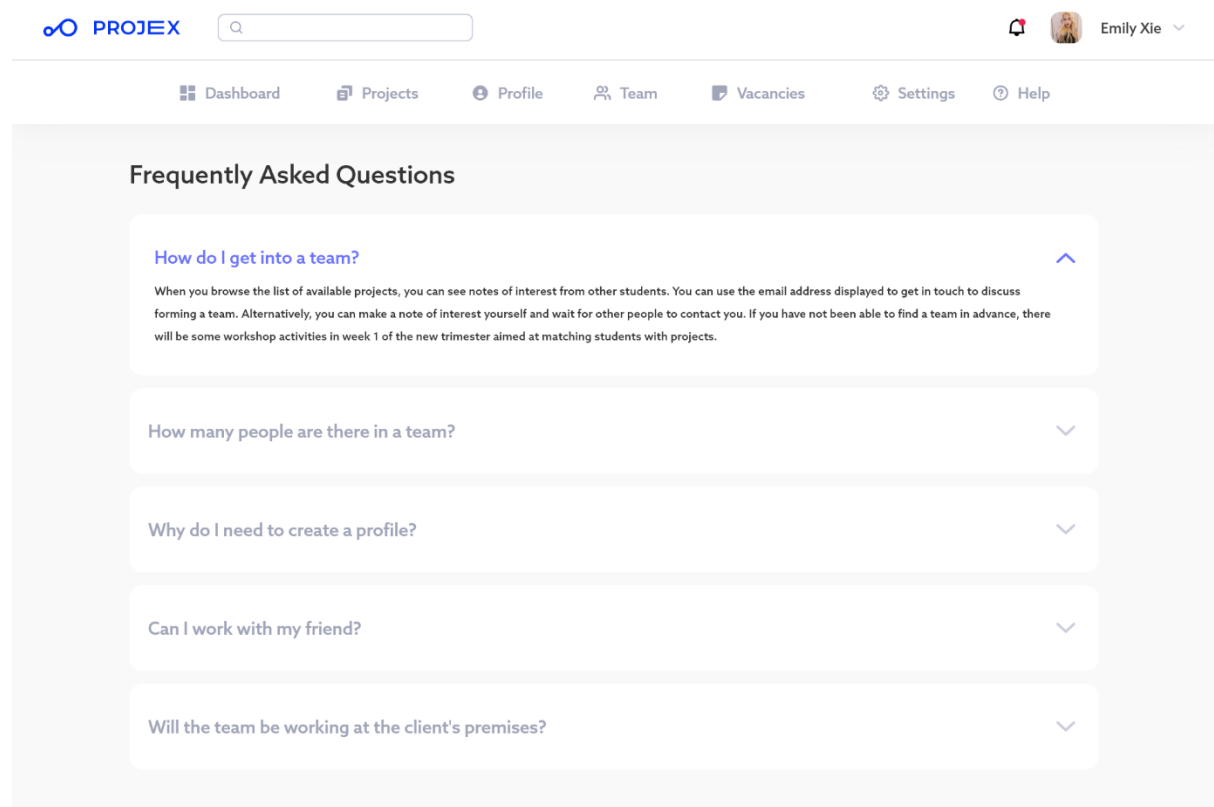 PROJEX
Emily Xie
Dashboard Projects Profile Team Vacancies Settings Help
Frequently Asked Questions
How do I get into a team?
When you browse the list of available projects, you can see notes of interest from other students. You can use the email address displayed to get in touch to discuss
forming a team. Alternatively, you can make a note of interest yourself and wait for other people to contact you. If you have not been able to find a team in advance, there
will be some workshop activities in week 1 of the new trimester aimed at matching students with projects.
How many people are there in a team?
Why do I need to create a profile?
Can I work with my friend?
Will the team be working at the client's premises?